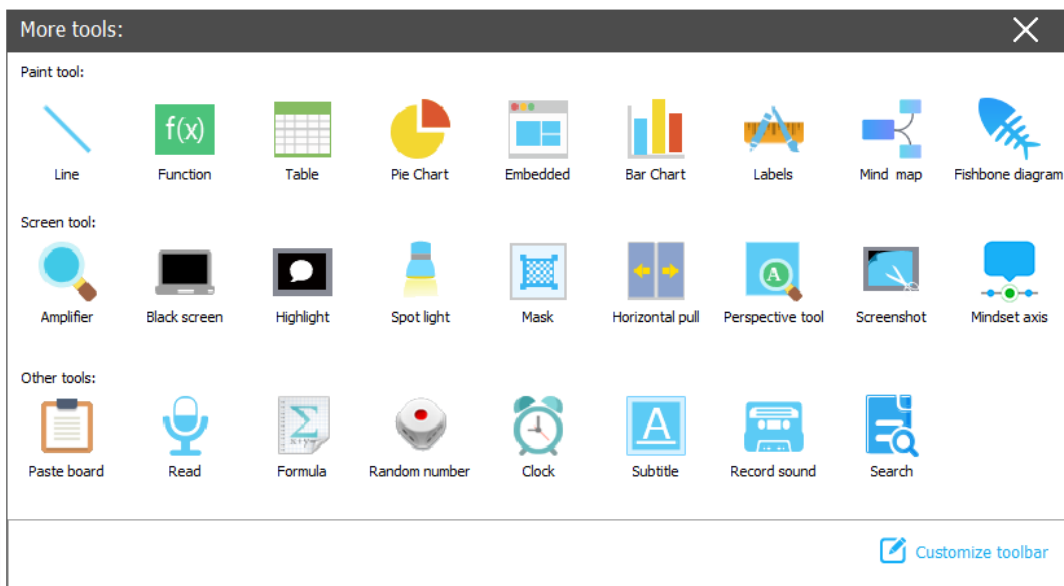 More tools:
Paint tool:
f(x)
Line Function Table Pie Chart Embedded Bar Chart Labels Mind map Fishbone diagram
Screen tool:
A
Amplifier Black screen Highlight Spot light Mask Horizontal pull Perspective tool Screenshot Mindset axis
Other tools:
Σ A
Paste board Read Formula Random number Clock Subtitle Record sound Search
Customize toolbar